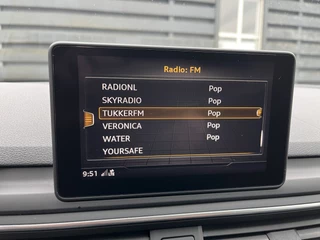 Radio: FM
RADIONL Pop
SKYRADIO Pop
TUKKERFM Pop
VERONICA Pop
WATER Pop
YOURSAFE
9:51